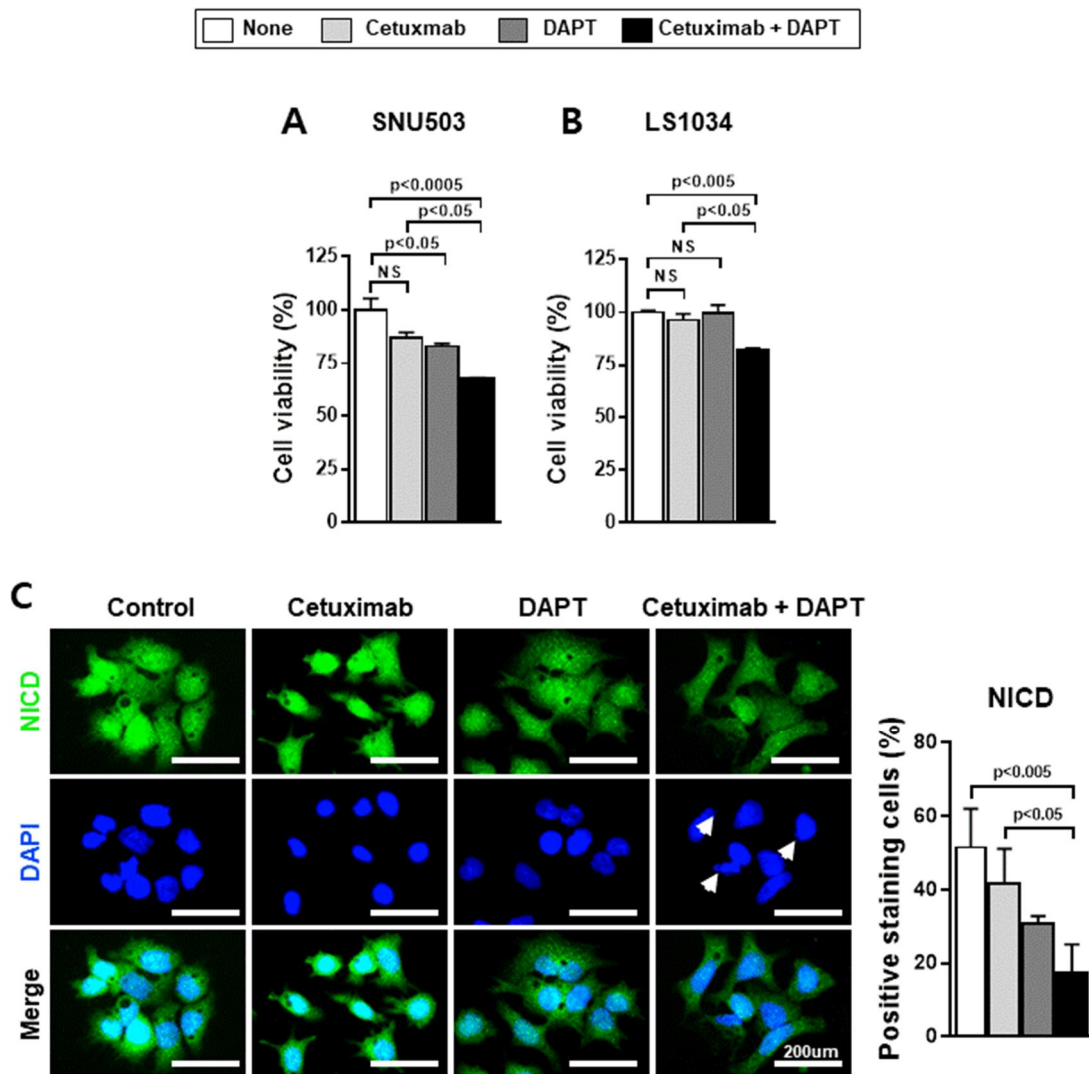 None Cetuxmab DAPT Cetuximab + DAPT
A SNU503
p<0.0005
p<0.05
p<0.05
NS
Cell viability (%)
125
100
75
50
25
0
B LS1034
p<0.005
p<0.05
NS
NS
Cell viability (%)
125
100
75
50
25
0
C
Control Cetuximab DAPT Cetuximab + DAPT
NICD
DAPI
Merge
200um
NICD
Positive staining cells (%)
80
60
40
20
0
p<0.005
p<0.05